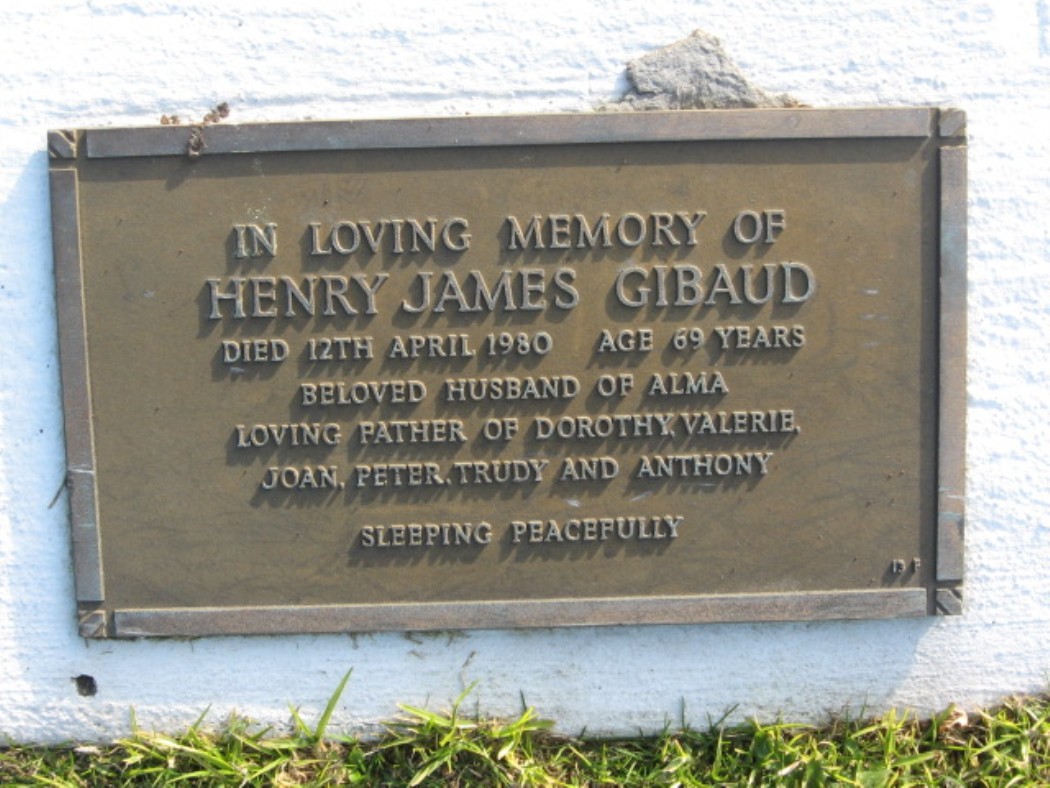 IN LOVING MEMORY OF
HENRY JAMES GIBAUD
DIED 12TH APRIL 1980 AGE 69 YEARS
BELOVED HUSBAND OF ALMA
LOVING FATHER OF DOROTHY, VALERIE,
JOAN, PETER, TRUDY AND ANTHONY
SLEEPING PEACEFULLY